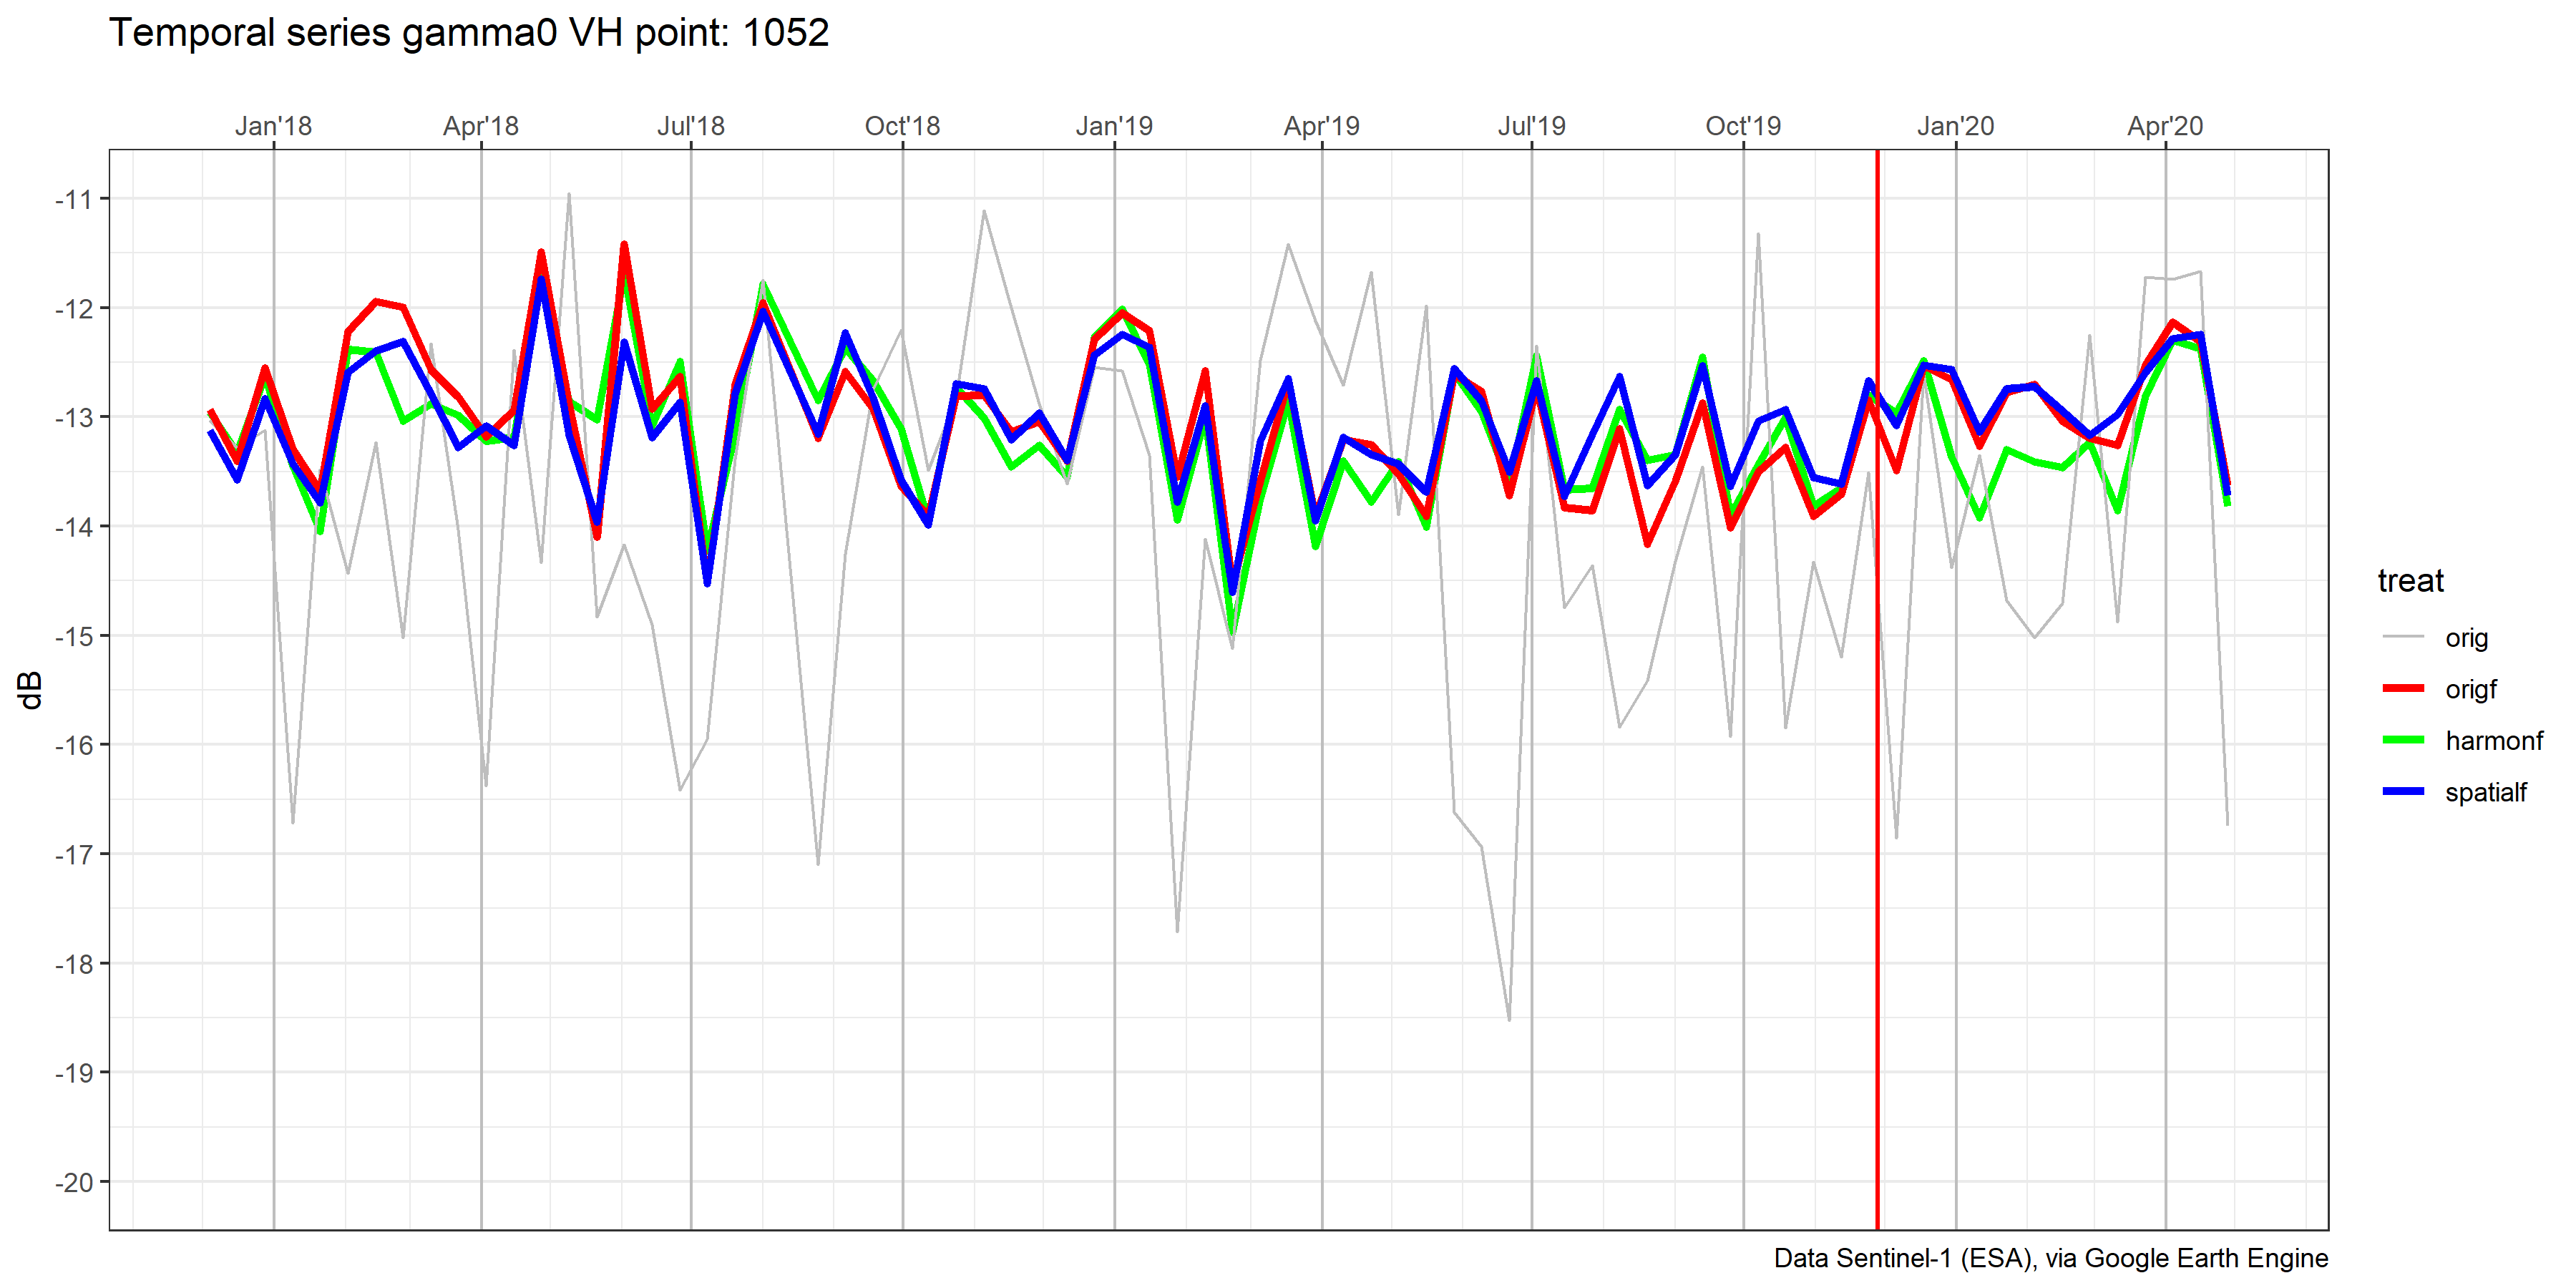 Temporal series gamma0 VH point: 1052
Jan'18 Apr'18 Jul'18 Oct'18 Jan'19 Apr'19 Jul'19 Oct'19 Jan'20 Apr'20
-11
-12
-13
-14
-15
-16
-17
-18
-19
-20
dB
treat
orig
origf
harmonf
spatialf
Data Sentinel-1 (ESA), via Google Earth Engine